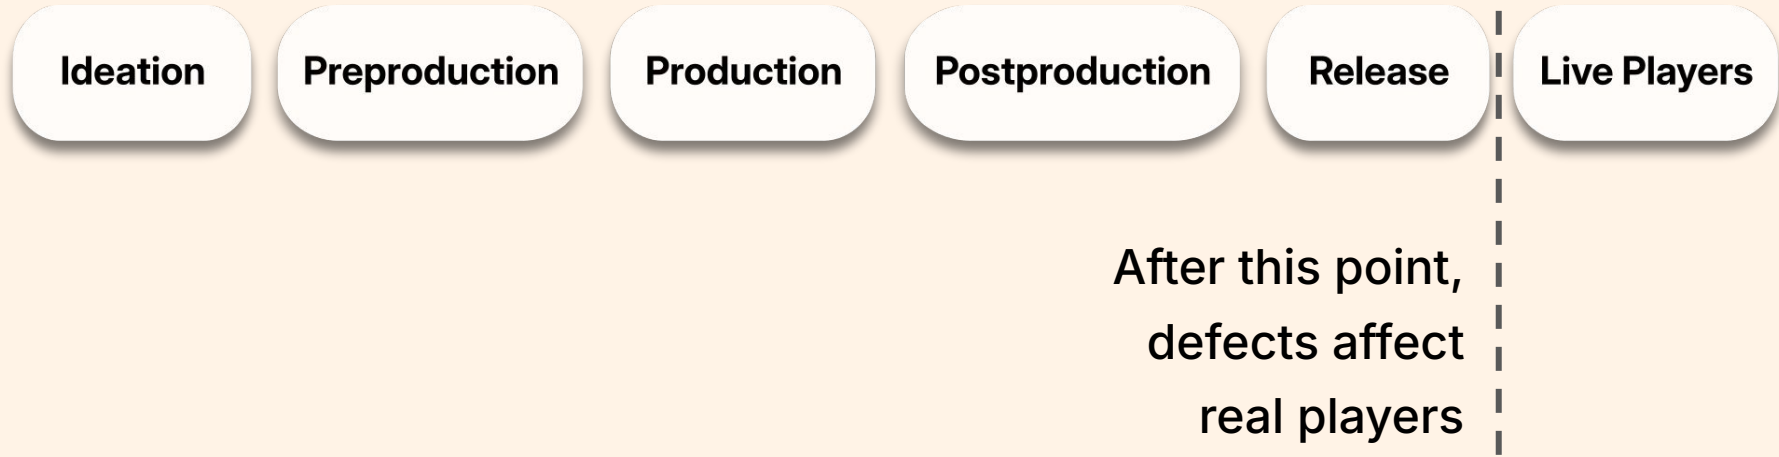 Ideation
Preproduction
Production
Postproduction
Release
Live Players
After this point,
defects affect
real players